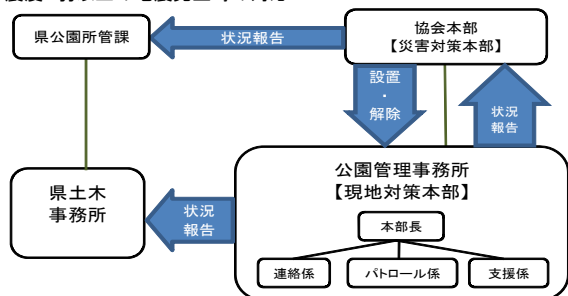 県公園所管課
状況報告
協会本部
【災害対策本部】
設置
・
解除
状況
報告
県土木
事務所
状況
報告
公園管理事務所
【現地対策本部】
本部長
連絡係
パトロール係
支援係